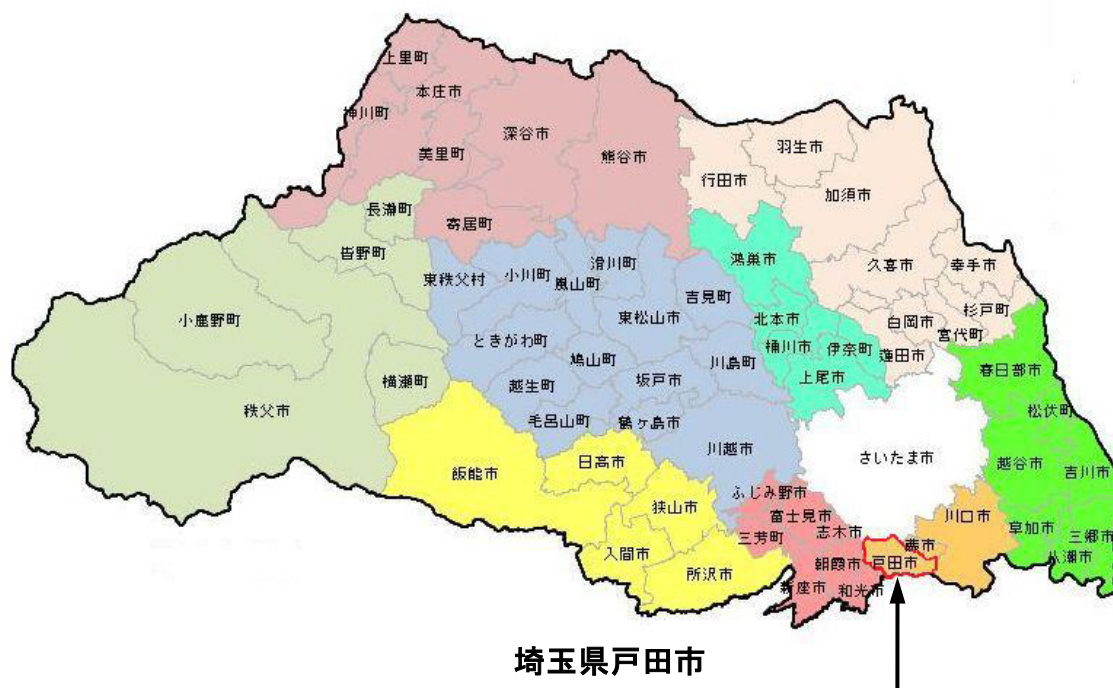 上里町
本庄市
神川町
美里町
深谷市
熊谷市
寄居町
長瀞町
皆野町
小鹿野町
秩父市
横瀬町
東秩父村
小川町
嵐山町
滑川町
吉見町
東松山市
ときがわ町
鳩山町
川島町
越生町
坂戸市
毛呂山町
鶴ヶ島市
川越市
行田市
羽生市
加須市
久喜市
幸手市
杉戸町
白岡市
宮代町
蓮田市
鴻巣市
北本市
桶川市
伊奈町
上尾市
さいたま市
春日部市
松伏町
越谷市
吉川市
草加市
三郷市
八潮市
飯能市
日高市
狭山市
入間市
所沢市
ふじみ野市
富士見市
三芳町
志木市
朝霞市
新座市
和光市
川口市
蕨市
戸田市
埼玉県戸田市